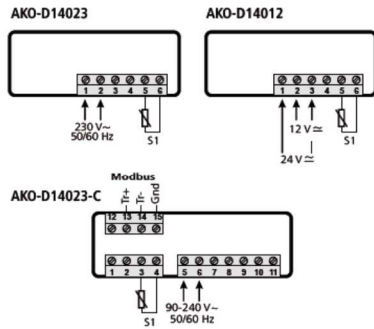 AKO-D14023
AKO-D14012
1 2 3 4 5 6
230 V~
50/60 Hz
S1
1 2 3 4 5 6
12 V ≃
24 V ≃
S1
AKO-D14023-C
Modbus
Tr+ Tr- Gnd
12 13 14 15
1 2 3 4 5 6 7 8 9 10 11
S1
90-240 V~
50/60 Hz